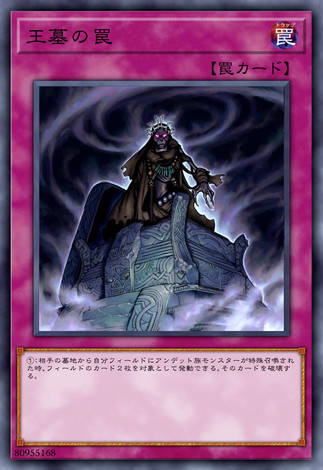 王墓の罠
トラップ
罠
【罠カード】
①：相手の墓地から自分フィールドにアンデット族モンスターが特殊召喚され
た時、フィールドのカード２枚を対象として発動できる。そのカードを破壊す
る。
80955168